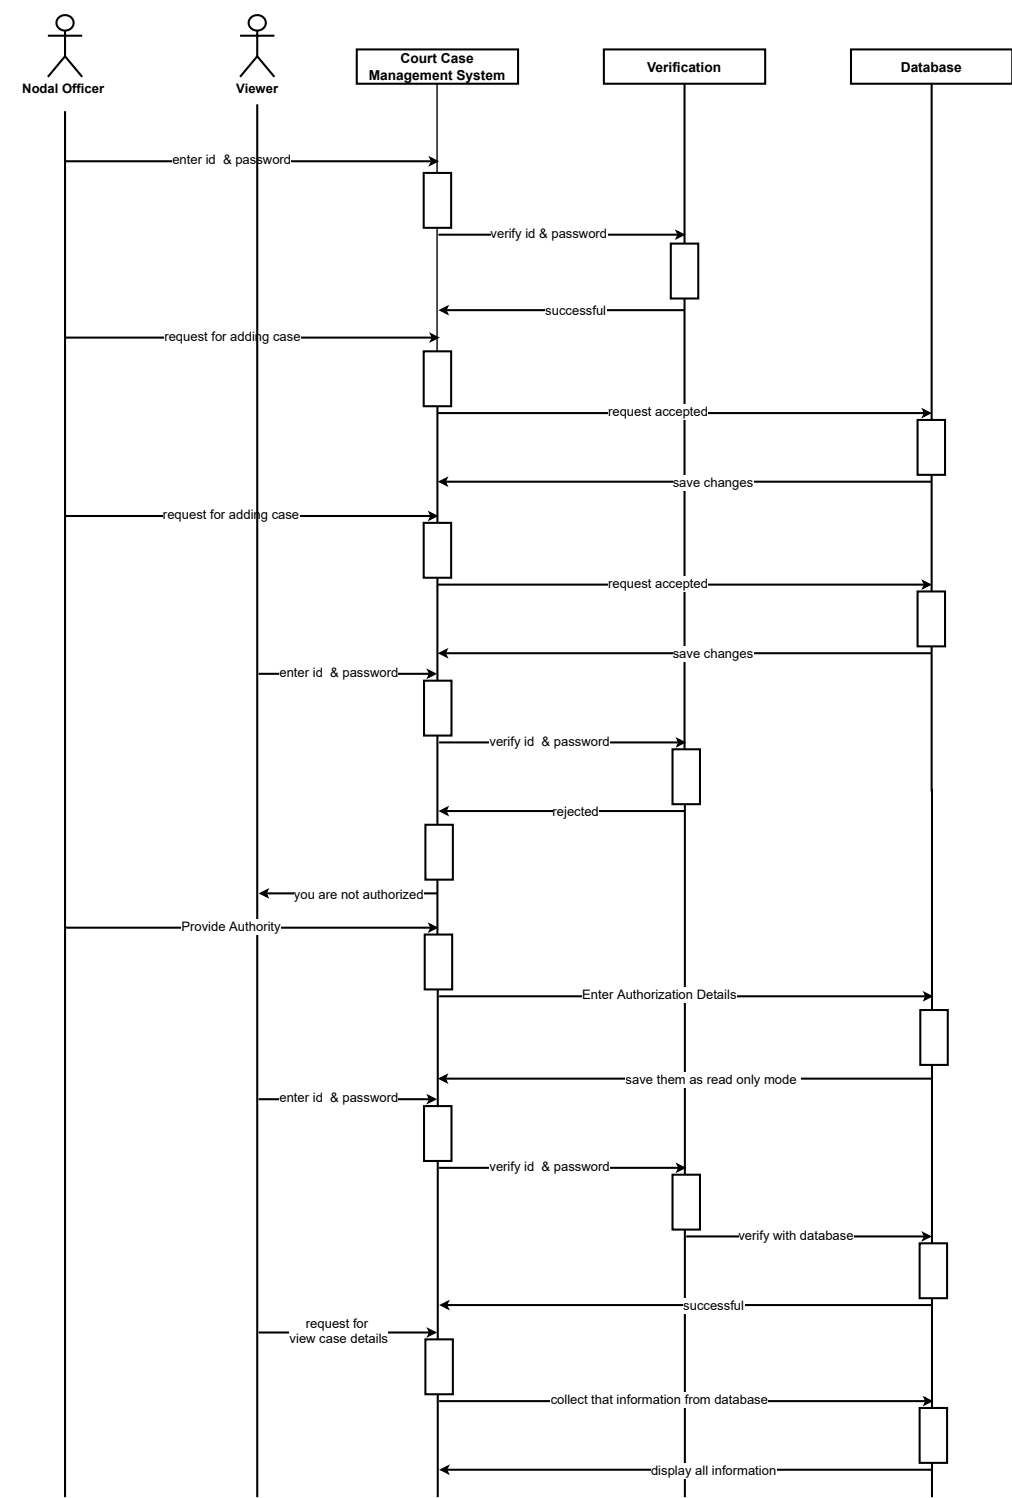 Nodal Officer
Viewer
Court Case
Management System
Verification
Database
enter id & password
verify id & password
successful
request for adding case
request accepted
save changes
request for adding case
request accepted
save changes
enter id & password
verify id & password
rejected
you are not authorized
Provide Authority
Enter Authorization Details
save them as read only mode
enter id & password
verify id & password
verify with database
successful
request for
view case details
collect that information from database
display all information